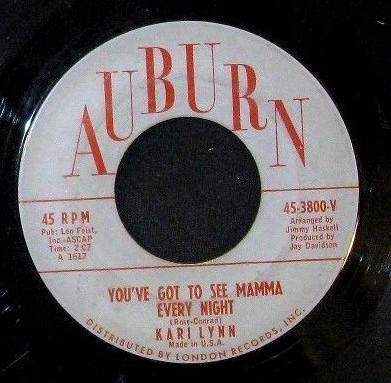 AUBURN
45 RPM
Pub: Leo Feist,
Inc.-ASCAP
Time: 2:07
A 1617
45-3800-V
Arranged by
Jimmy Haskell
Produced by
Jay Davidson
YOU'VE GOT TO SEE MAMMA
EVERY NIGHT
(Rose-Conrad)
KARI LYNN
Made in U.S.A.
DISTRIBUTED BY LONDON RECORDS, INC.